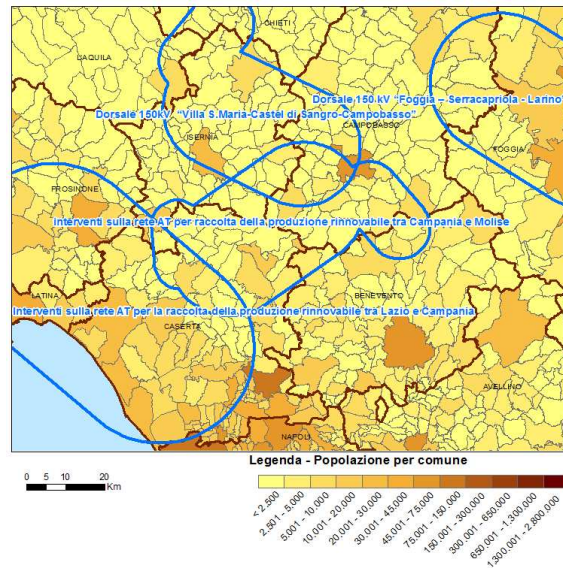 CHIETI
L'AQUILA
Dorsale 150 kV "Foggia – Serracapriola - Larino"
Dorsale 150kV "Villa S.Maria-Castel di Sangro-Campobasso"
CAMPOBASSO
ISERNIA
FOGGIA
FROSINONE
Interventi sulla rete AT per raccolta della produzione rinnovabile tra Campania e Molise
LATINA
BENEVENTO
Interventi sulla rete AT per la raccolta della produzione rinnovabile tra Lazio e Campania
CASERTA
AVELLINO
NAPOLI
Legenda - Popolazione per comune
0 5 10 20
Km
< 2.500
2.501 - 5.000
5.001 - 10.000
10.001 - 20.000
20.001 - 30.000
30.001 - 45.000
45.001 - 75.000
75.001 - 150.000
150.001 - 300.000
300.001 - 650.000
650.001 - 1.300.000
1.300.001 - 2.800.000